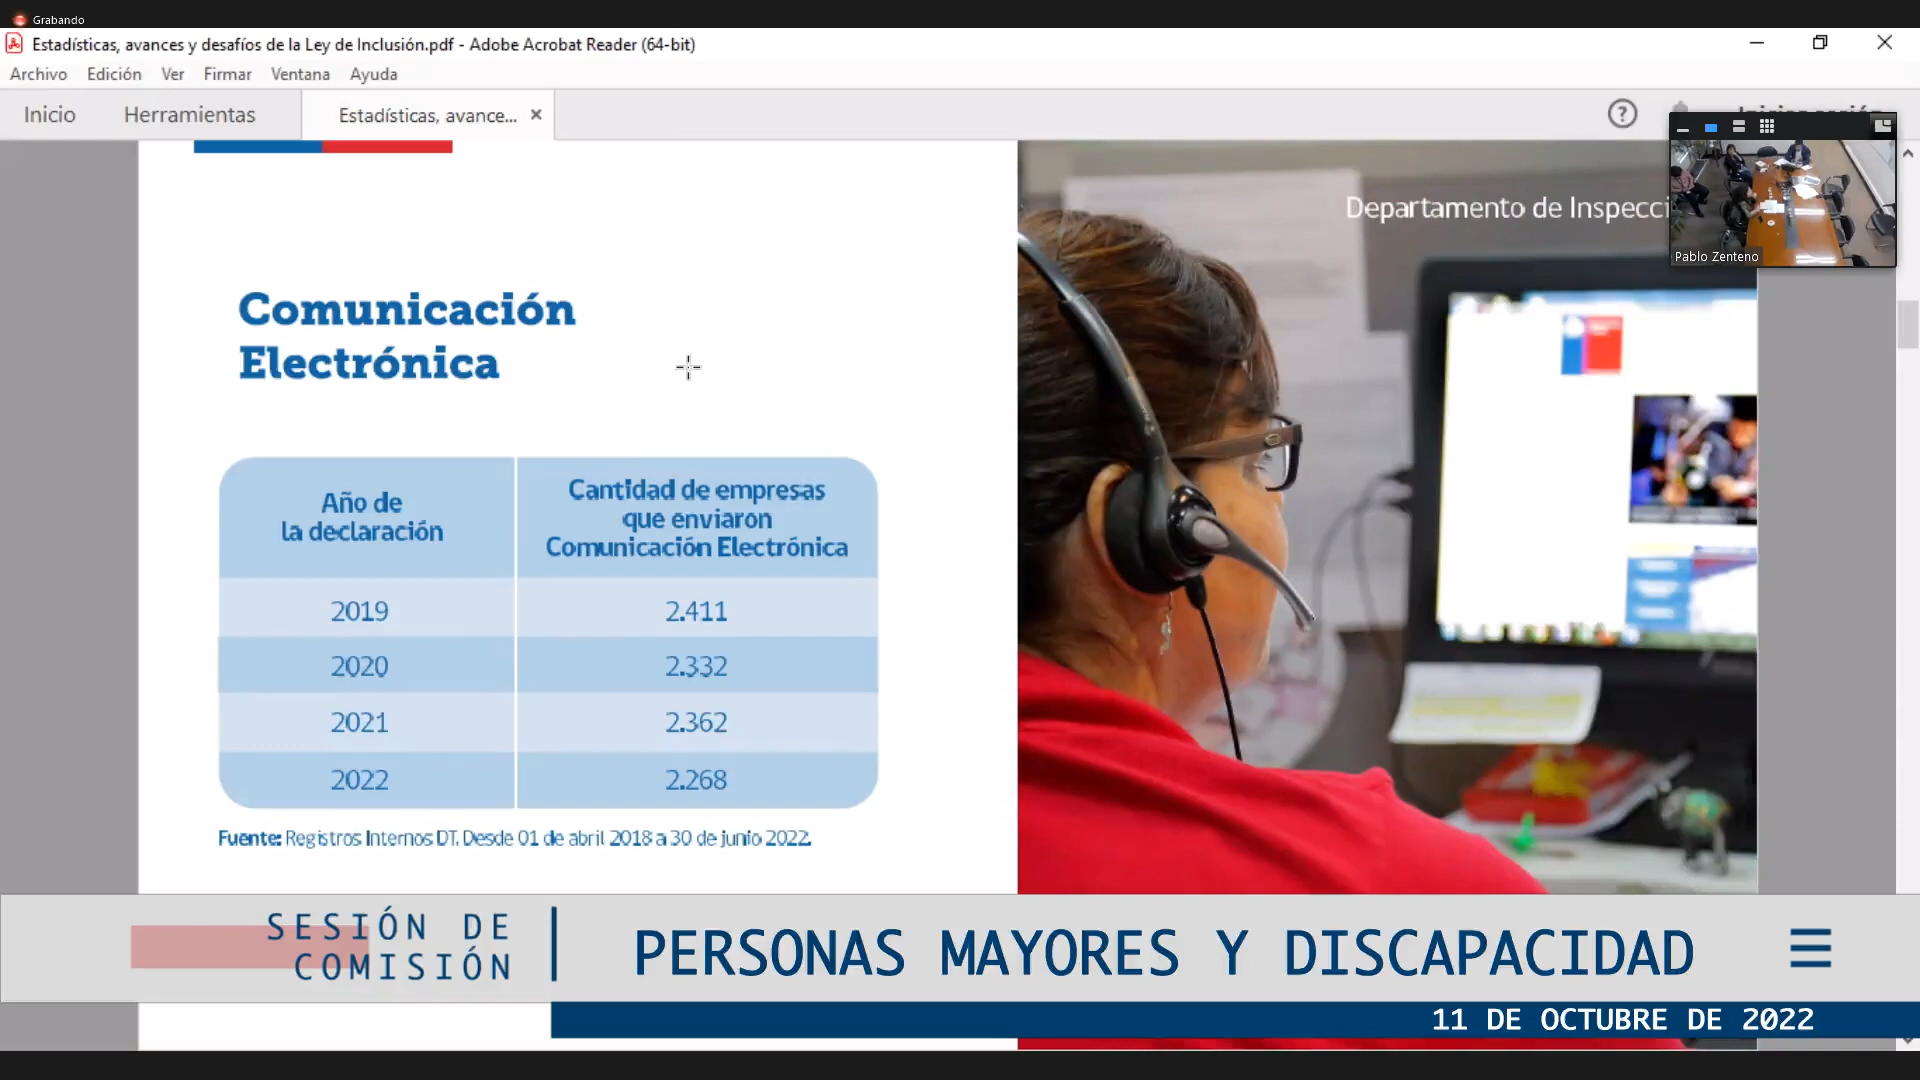 Grabando
Estadísticas, avances y desafíos de la Ley de Inclusión.pdf - Adobe Acrobat Reader (64-bit)
Archivo Edición Ver Firmar Ventana Ayuda
Inicio Herramientas Estadísticas, avance...
Departamento de
Pablo Zenteno
Comunicación
Electrónica
Año de
la declaración
Cantidad de empresas
que enviaron
Comunicación Electrónica
2019 2.411
2020 2.332
2021 2.362
2022 2.268
Fuente: Registros Internos DT. Desde 01 de abril 2018 a 30 de junio 2022.
SESIÓN DE
COMISIÓN
PERSONAS MAYORES Y DISCAPACIDAD
11 DE OCTUBRE DE 2022